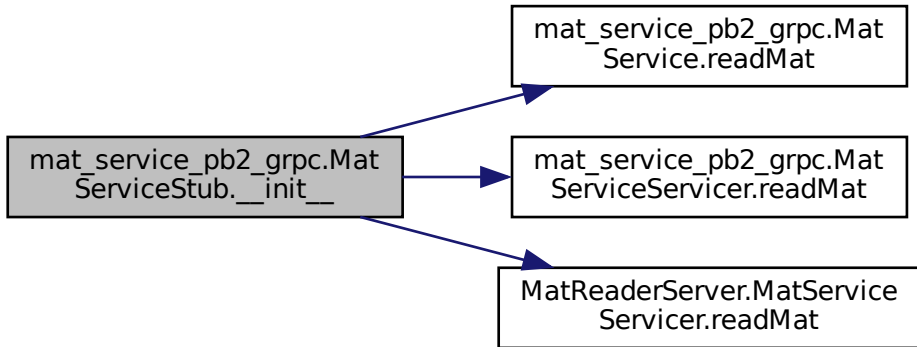 mat_service_pb2_grpc.Mat
Service.readMat
mat_service_pb2_grpc.Mat
ServiceStub.__init__
mat_service_pb2_grpc.Mat
ServiceServicer.readMat
MatReaderServer.MatService
Servicer.readMat